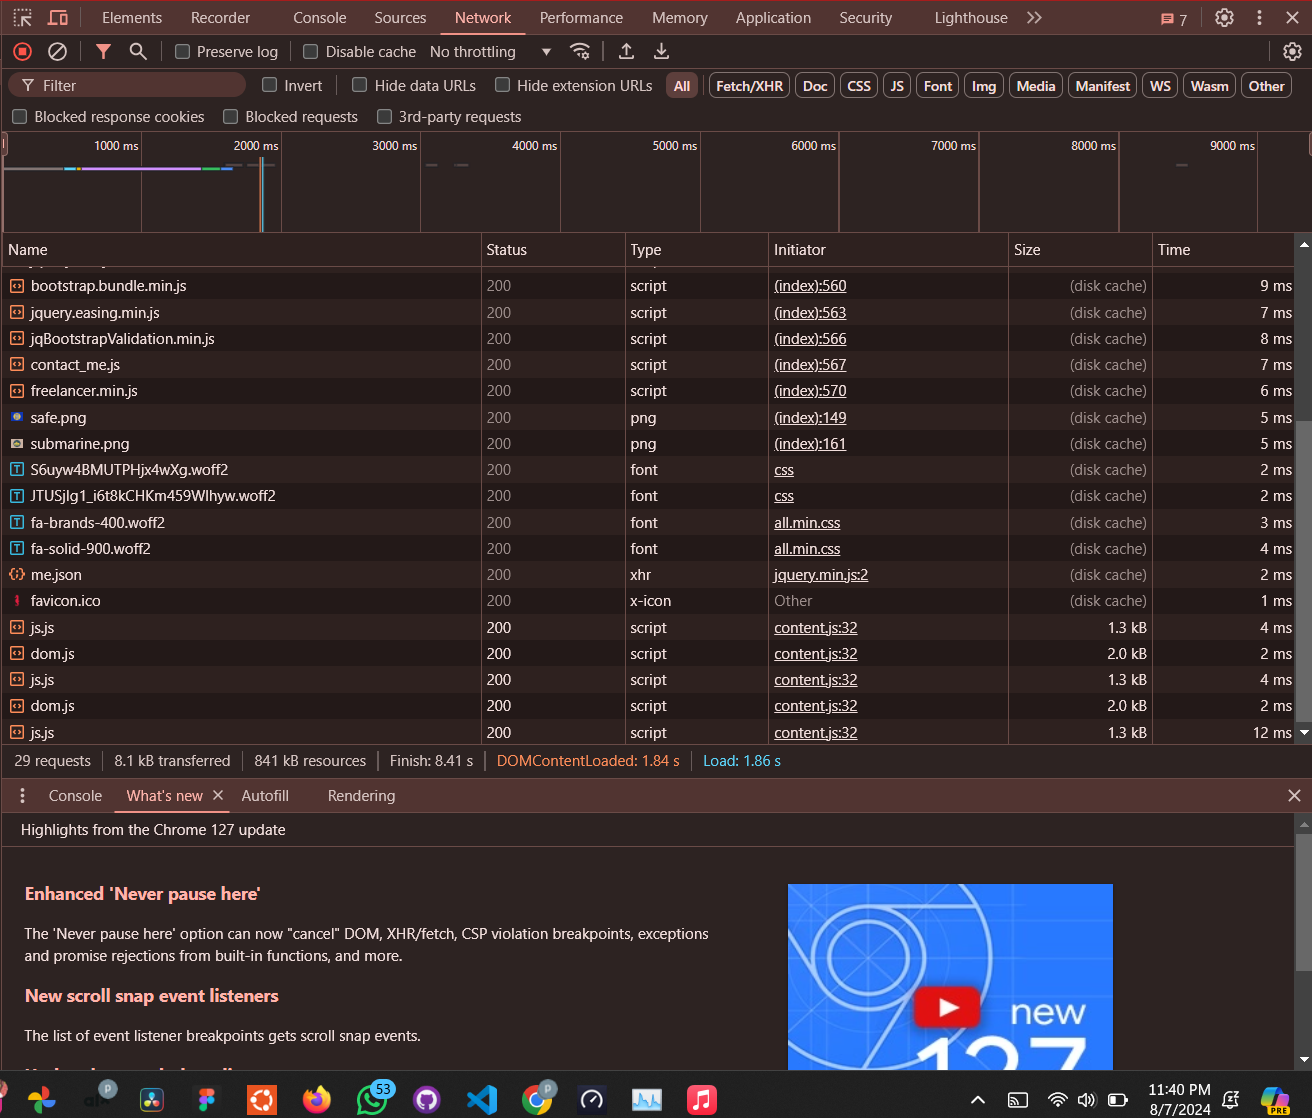 Elements Recorder Console Sources Network Performance Memory Application Security Lighthouse 7
Preserve log Disable cache No throttling
Filter Invert Hide data URLs Hide extension URLs All Fetch/XHR Doc CSS JS Font Img Media Manifest WS Wasm Other
Blocked response cookies Blocked requests 3rd-party requests
1000 ms 2000 ms 3000 ms 4000 ms 5000 ms 6000 ms 7000 ms 8000 ms 9000 ms
Name Status Type Initiator Size Time
bootstrap.bundle.min.js 200 script (index):560 (disk cache) 9 ms
jquery.easing.min.js 200 script (index):563 (disk cache) 7 ms
jqBootstrapValidation.min.js 200 script (index):566 (disk cache) 8 ms
contact_me.js 200 script (index):567 (disk cache) 7 ms
freelancer.min.js 200 script (index):570 (disk cache) 6 ms
safe.png 200 png (index):149 (disk cache) 5 ms
submarine.png 200 png (index):161 (disk cache) 5 ms
S6uyw4BMUTPHjx4wXg.woff2 200 font css (disk cache) 2 ms
JTUSjIg1_i6t8kCHKm459Wlhyw.woff2 200 font css (disk cache) 2 ms
fa-brands-400.woff2 200 font all.min.css (disk cache) 3 ms
fa-solid-900.woff2 200 font all.min.css (disk cache) 4 ms
me.json 200 xhr jquery.min.js:2 (disk cache) 2 ms
favicon.ico 200 x-icon Other (disk cache) 1 ms
js.js 200 script content.js:32 1.3 kB 4 ms
dom.js 200 script content.js:32 2.0 kB 2 ms
js.js 200 script content.js:32 1.3 kB 4 ms
dom.js 200 script content.js:32 2.0 kB 2 ms
js.js 200 script content.js:32 1.3 kB 12 ms
29 requests 8.1 kB transferred 841 kB resources Finish: 8.41 s DOMContentLoaded: 1.84 s Load: 1.86 s
Console What's new Autofill Rendering
Highlights from the Chrome 127 update
Enhanced 'Never pause here'
The 'Never pause here' option can now "cancel" DOM, XHR/fetch, CSP violation breakpoints, exceptions
and promise rejections from built-in functions, and more.
New scroll snap event listeners
The list of event listener breakpoints gets scroll snap events.
new
127
P 53 P
11:40 PM
8/7/2024
PRE